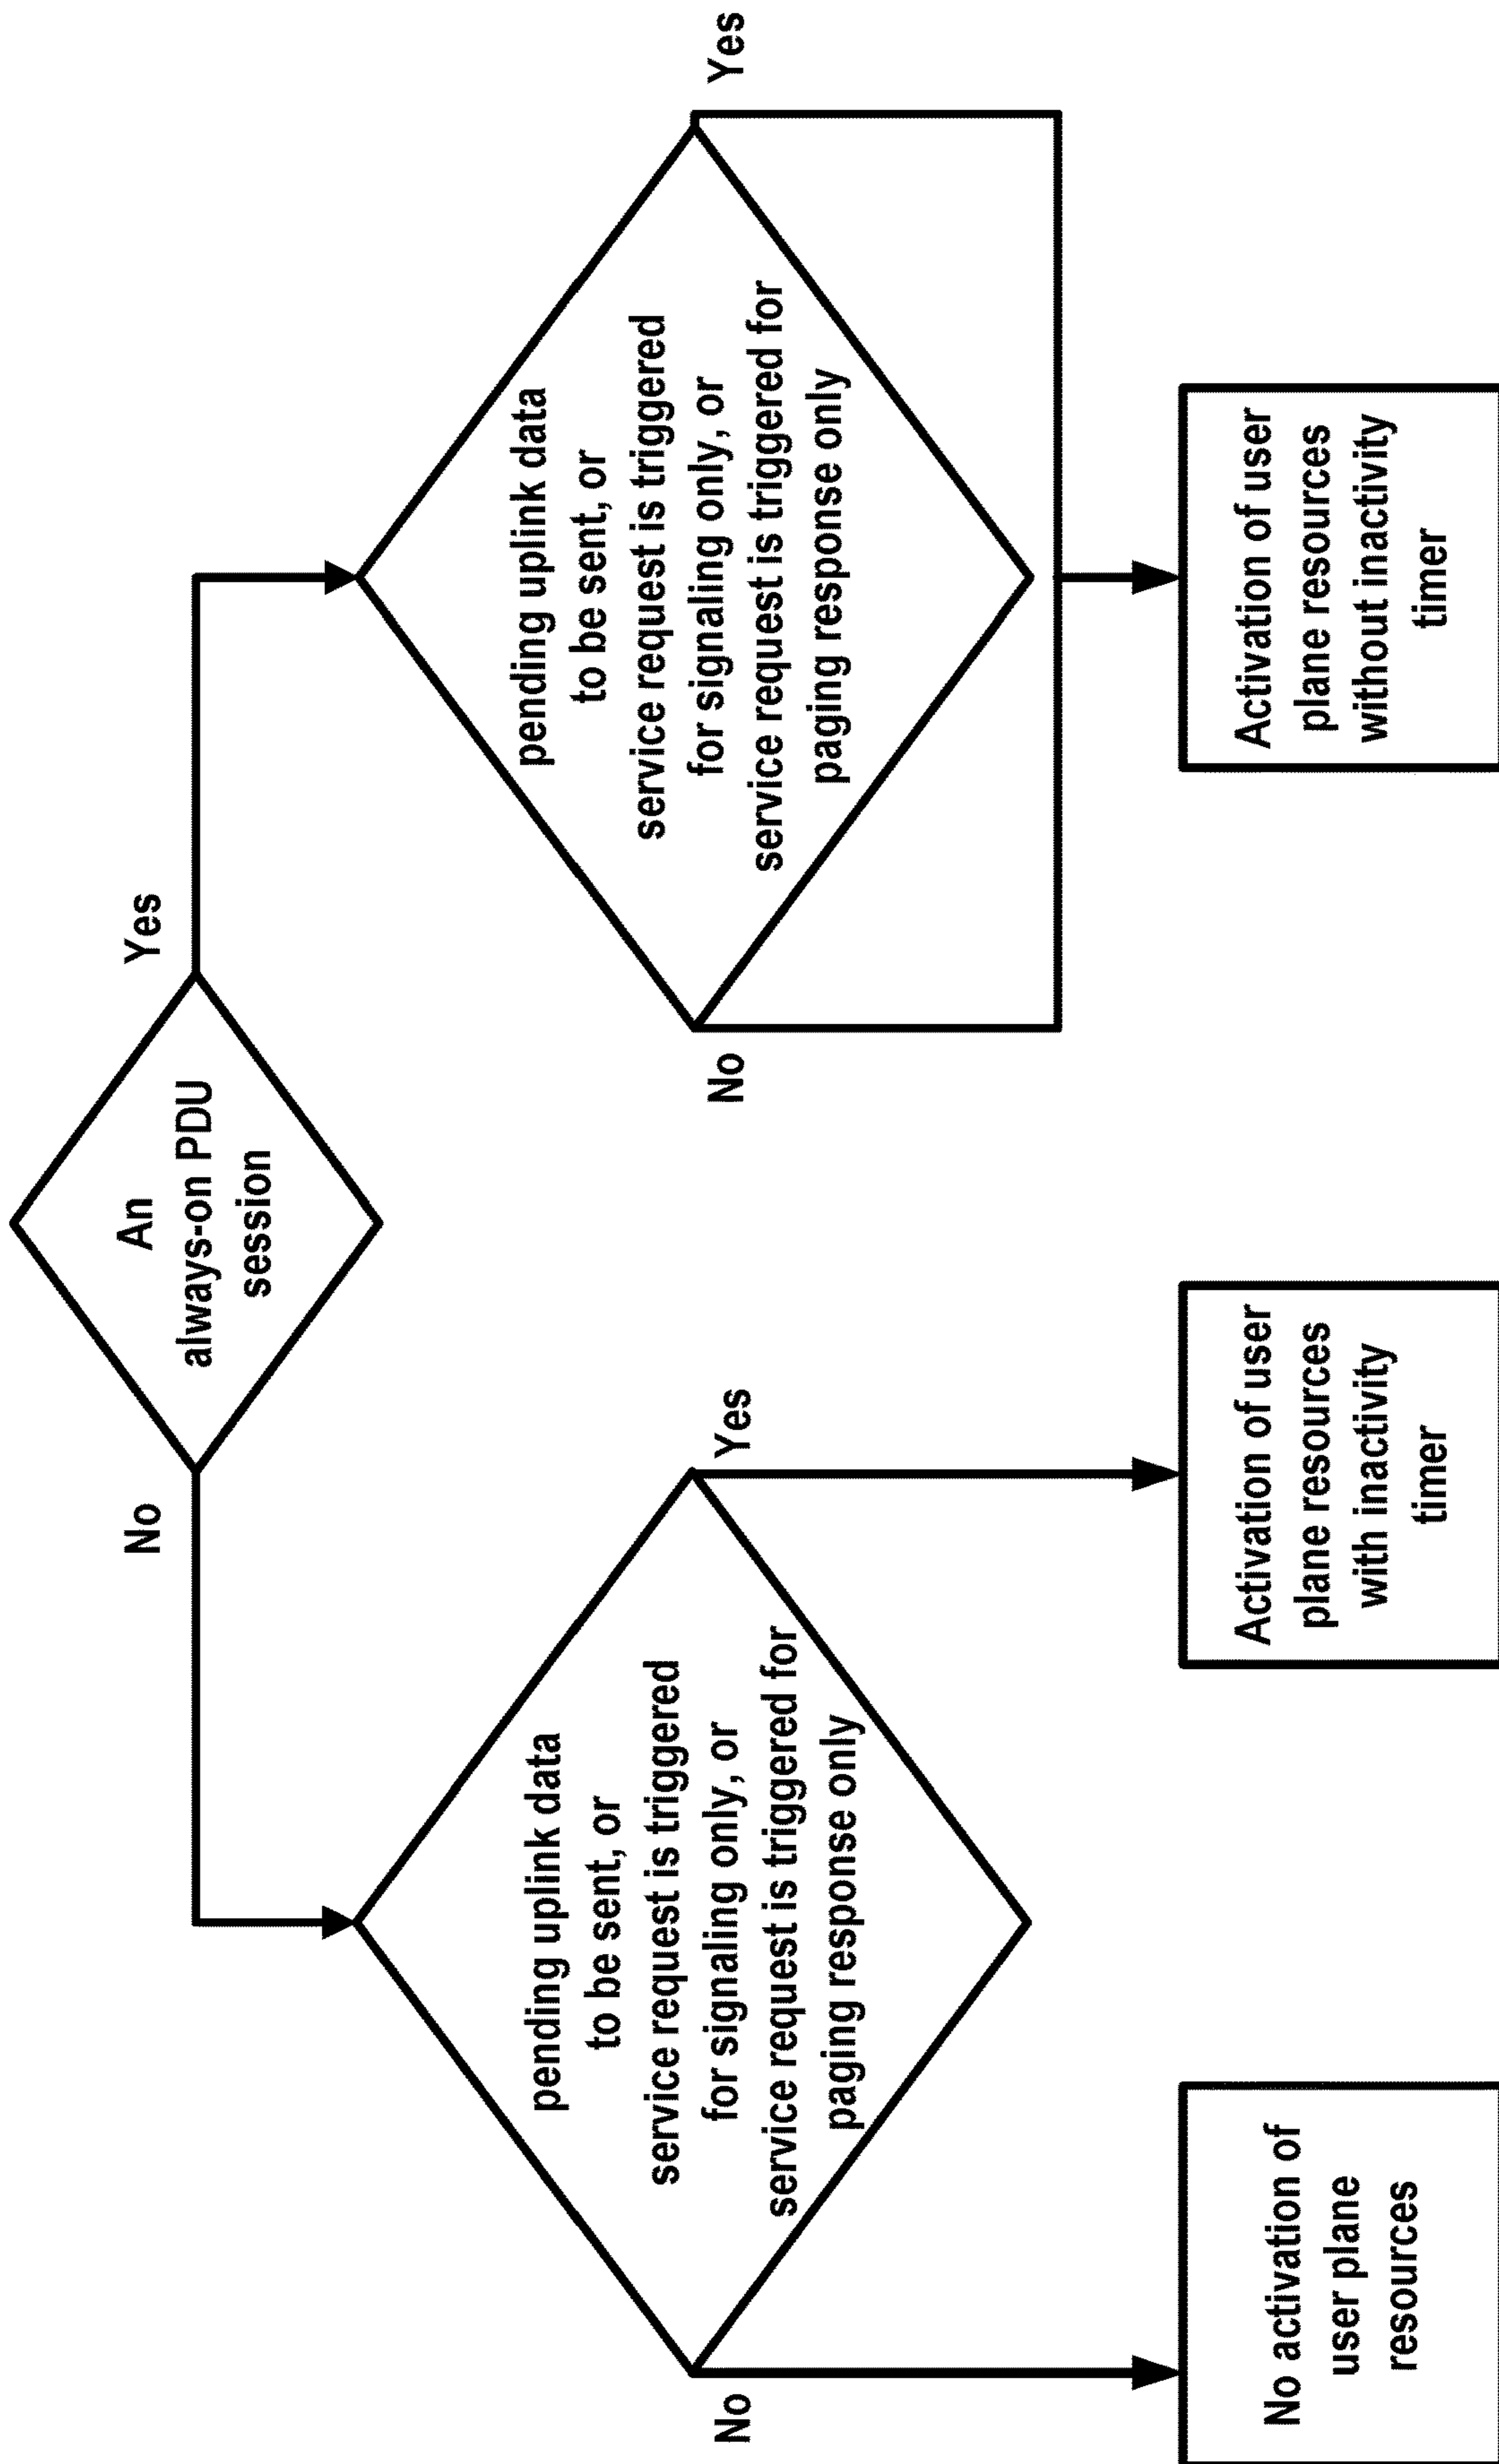 An
always-on PDU
session
No
Yes
pending uplink data
to be sent, or
service request is triggered
for signaling only, or
service request is triggered for
paging response only
No
Yes
pending uplink data
to be sent, or
service request is triggered
for signaling only, or
service request is triggered for
paging response only
No
Yes
No activation of
user plane
resources
Activation of user
plane resources
with inactivity
timer
Activation of user
plane resources
without inactivity
timer